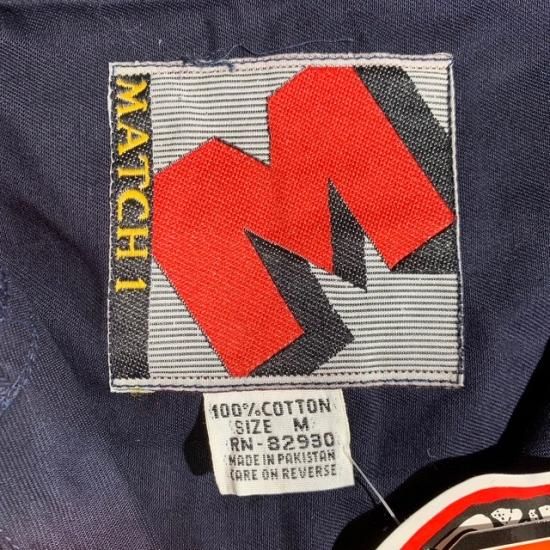 MATCH 1
M
100%COTTON
SIZE M
RN-82930
MADE IN PAKISTAN
CARE ON REVERSE